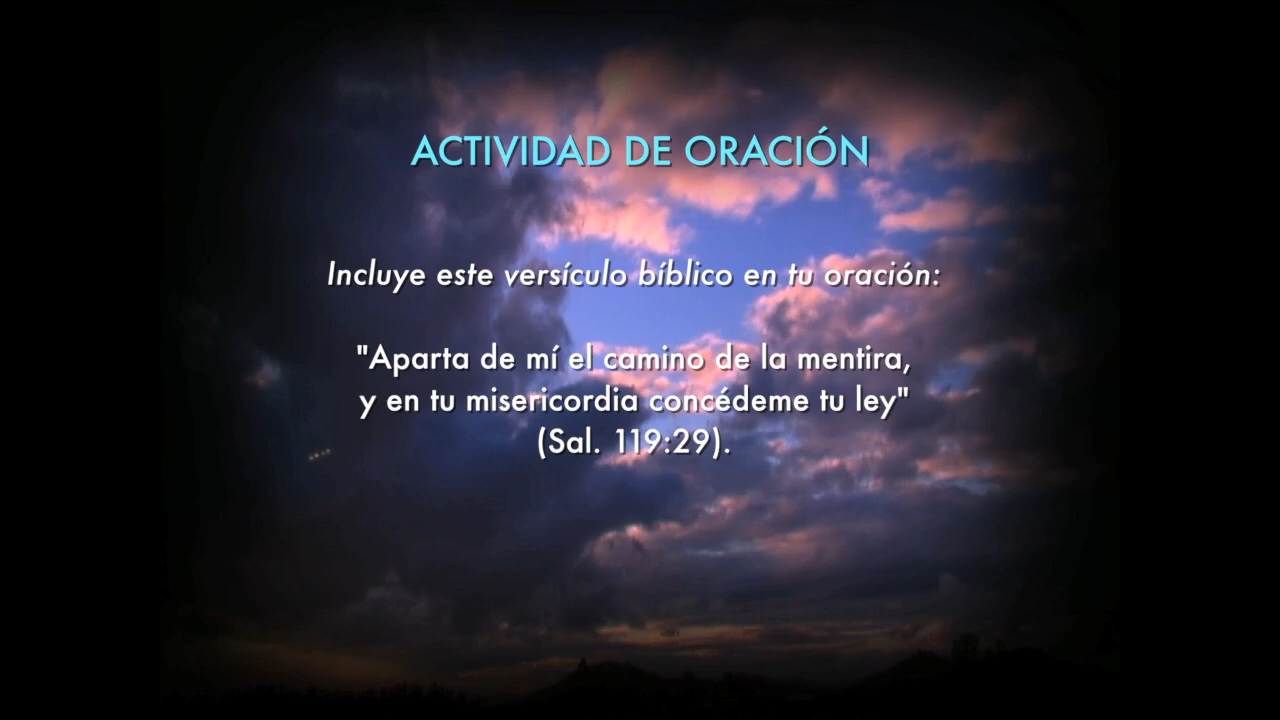 ACTIVIDAD DE ORACIÓN
Incluye este versículo bíblico en tu oración:
"Aparta de mí el camino de la mentira,
y en tu misericordia concédeme tu ley"
(Sal. 119:29).